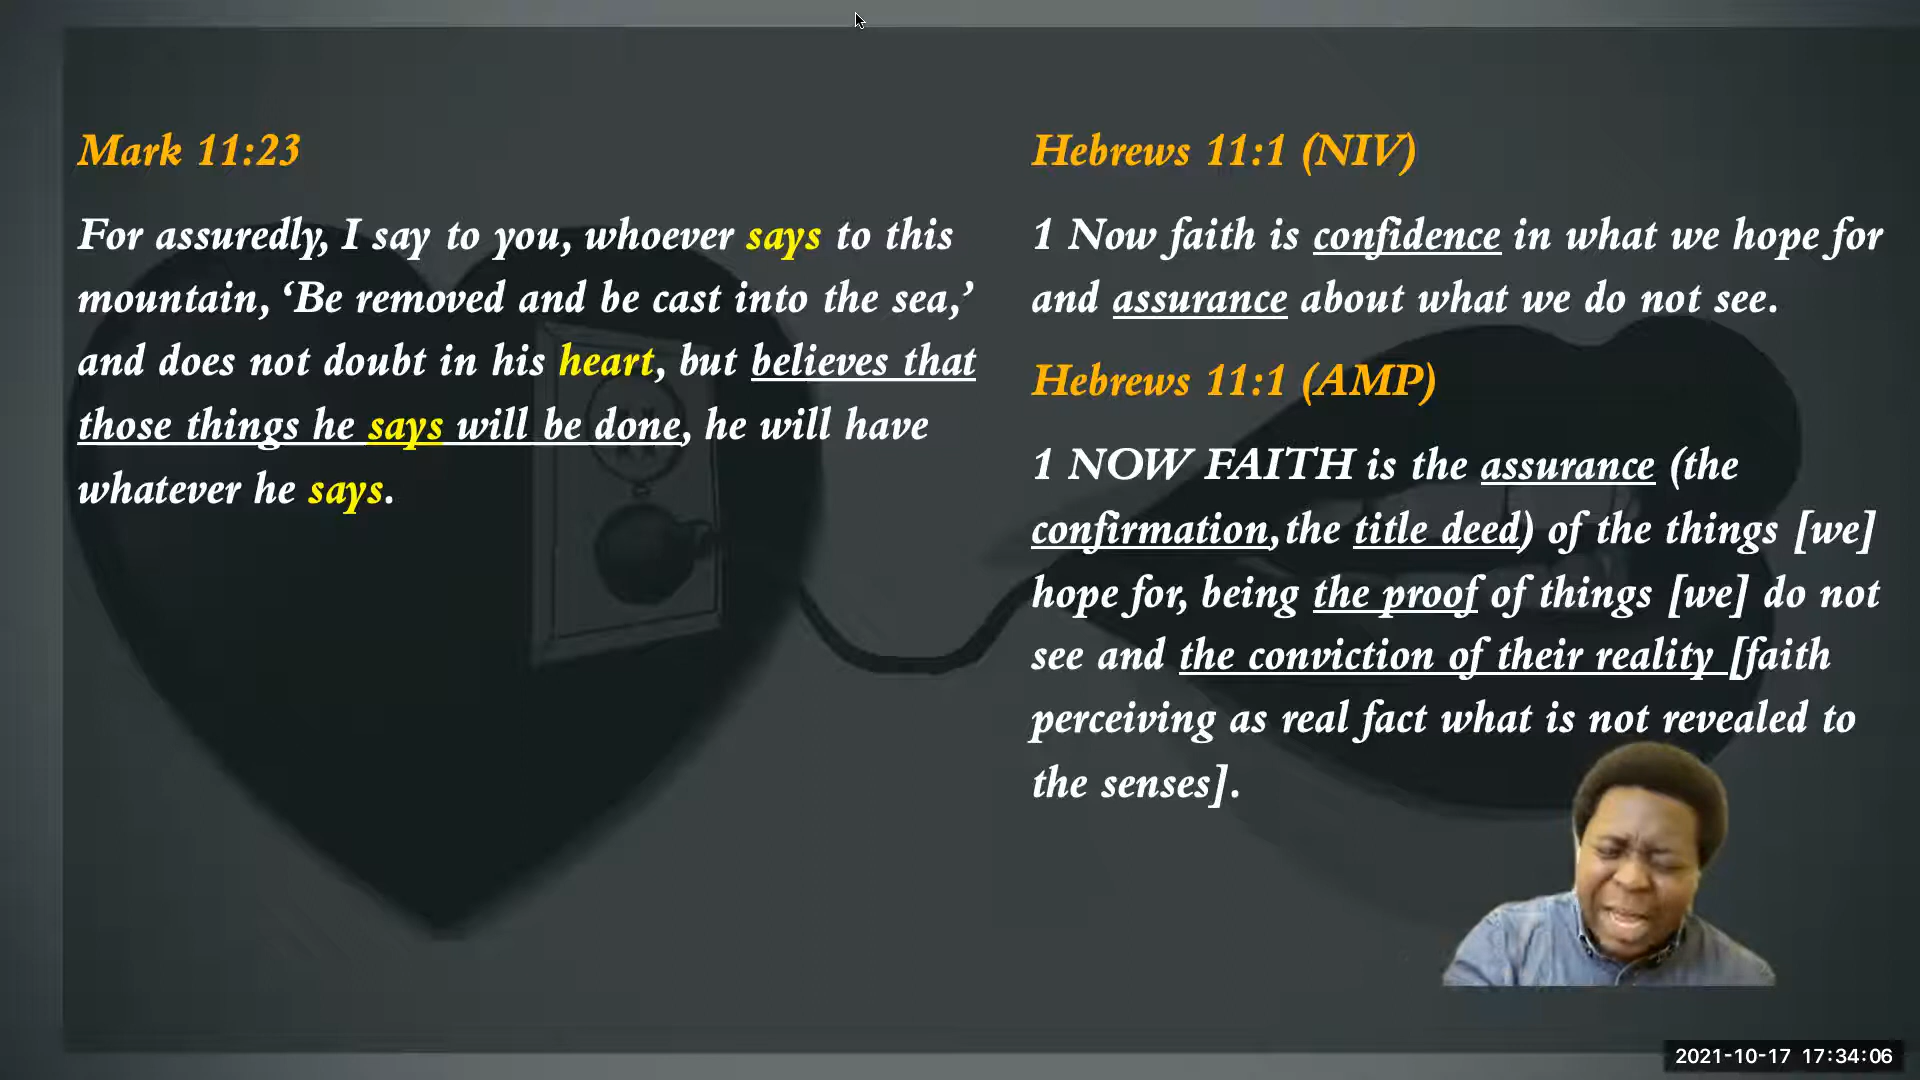 Mark 11:23
For assuredly, I say to you, whoever says to this
mountain, ‘Be removed and be cast into the sea,’
and does not doubt in his heart, but believes that
those things he says will be done, he will have
whatever he says.
Hebrews 11:1 (NIV)
1 Now faith is confidence in what we hope for
and assurance about what we do not see.
Hebrews 11:1 (AMP)
1 NOW FAITH is the assurance (the
confirmation, the title deed) of the things [we]
hope for, being the proof of things [we] do not
see and the conviction of their reality [faith
perceiving as real fact what is not revealed to
the senses].
2021-10-17 17:34:06